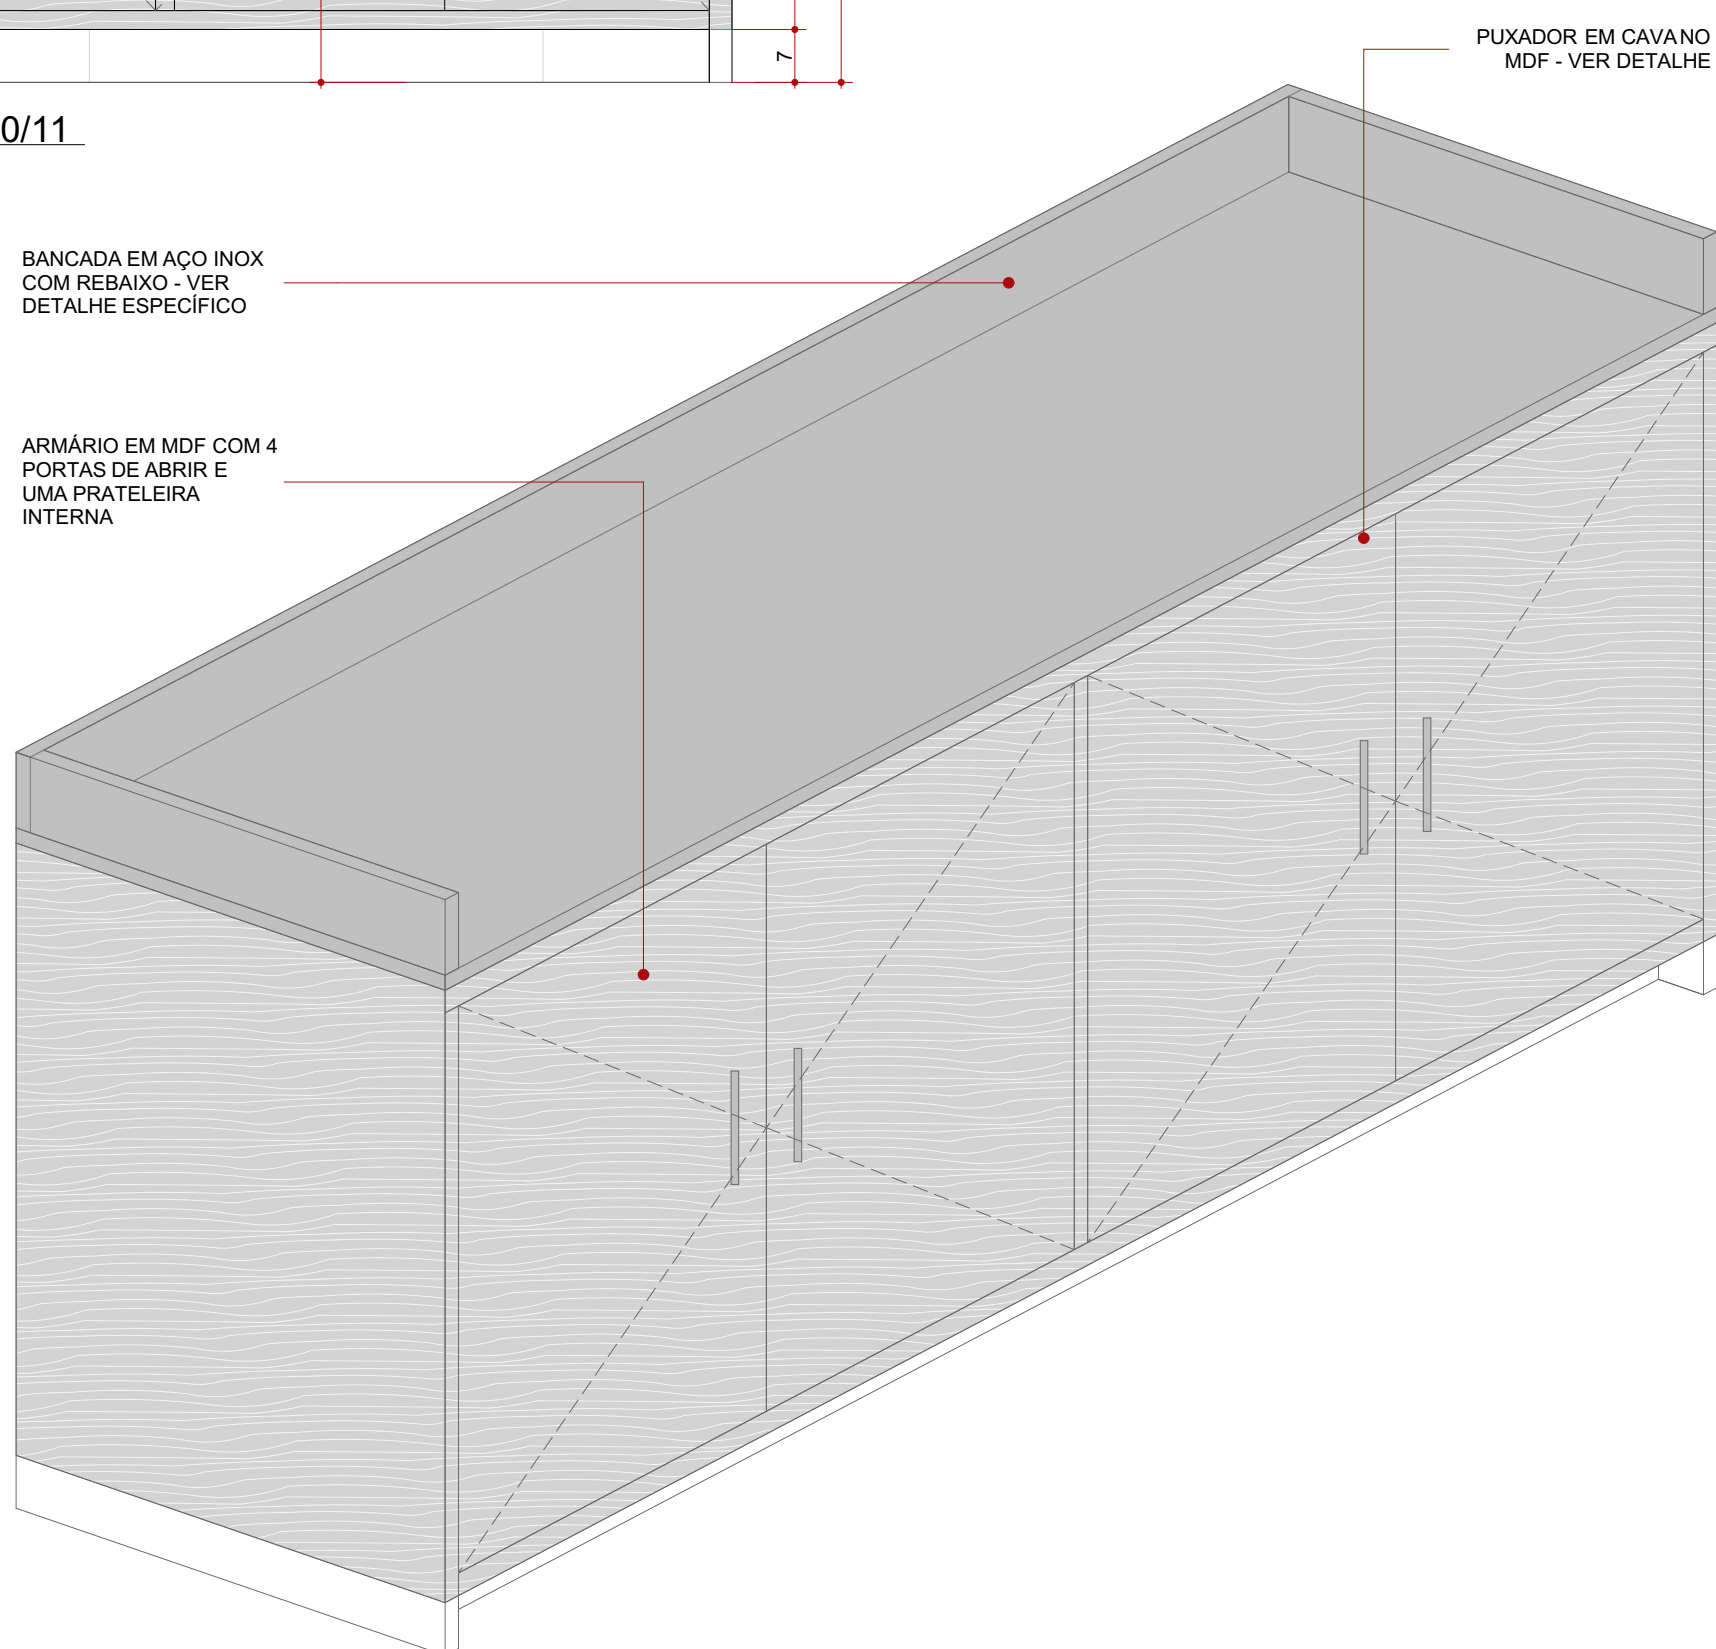 7
PUXADOR EM CAVA NO
MDF - VER DETALHE
0/11
BANCADA EM AÇO INOX
COM REBAIXO - VER
DETALHE ESPECÍFICO
ARMÁRIO EM MDF COM 4
PORTAS DE ABRIR E
UMA PRATELEIRA
INTERNA